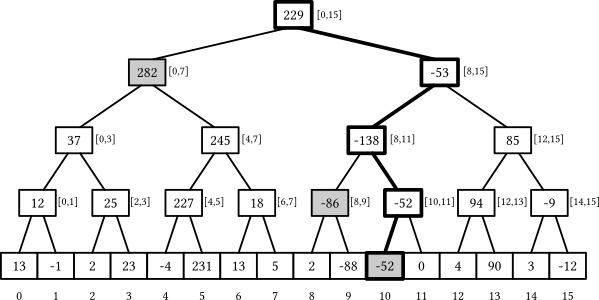 229 [0,15]
282 [0,7] -53 [8,15]
37 [0,3] 245 [4,7] -138 [8,11] 85 [12,15]
12 [0,1] 25 [2,3] 227 [4,5] 18 [6,7] -86 [8,9] -52 [10,11] 94 [12,13] -9 [14,15]
13 -1 2 23 -4 231 13 5 2 -88 -52 0 4 90 3 -12
0 1 2 3 4 5 6 7 8 9 10 11 12 13 14 15